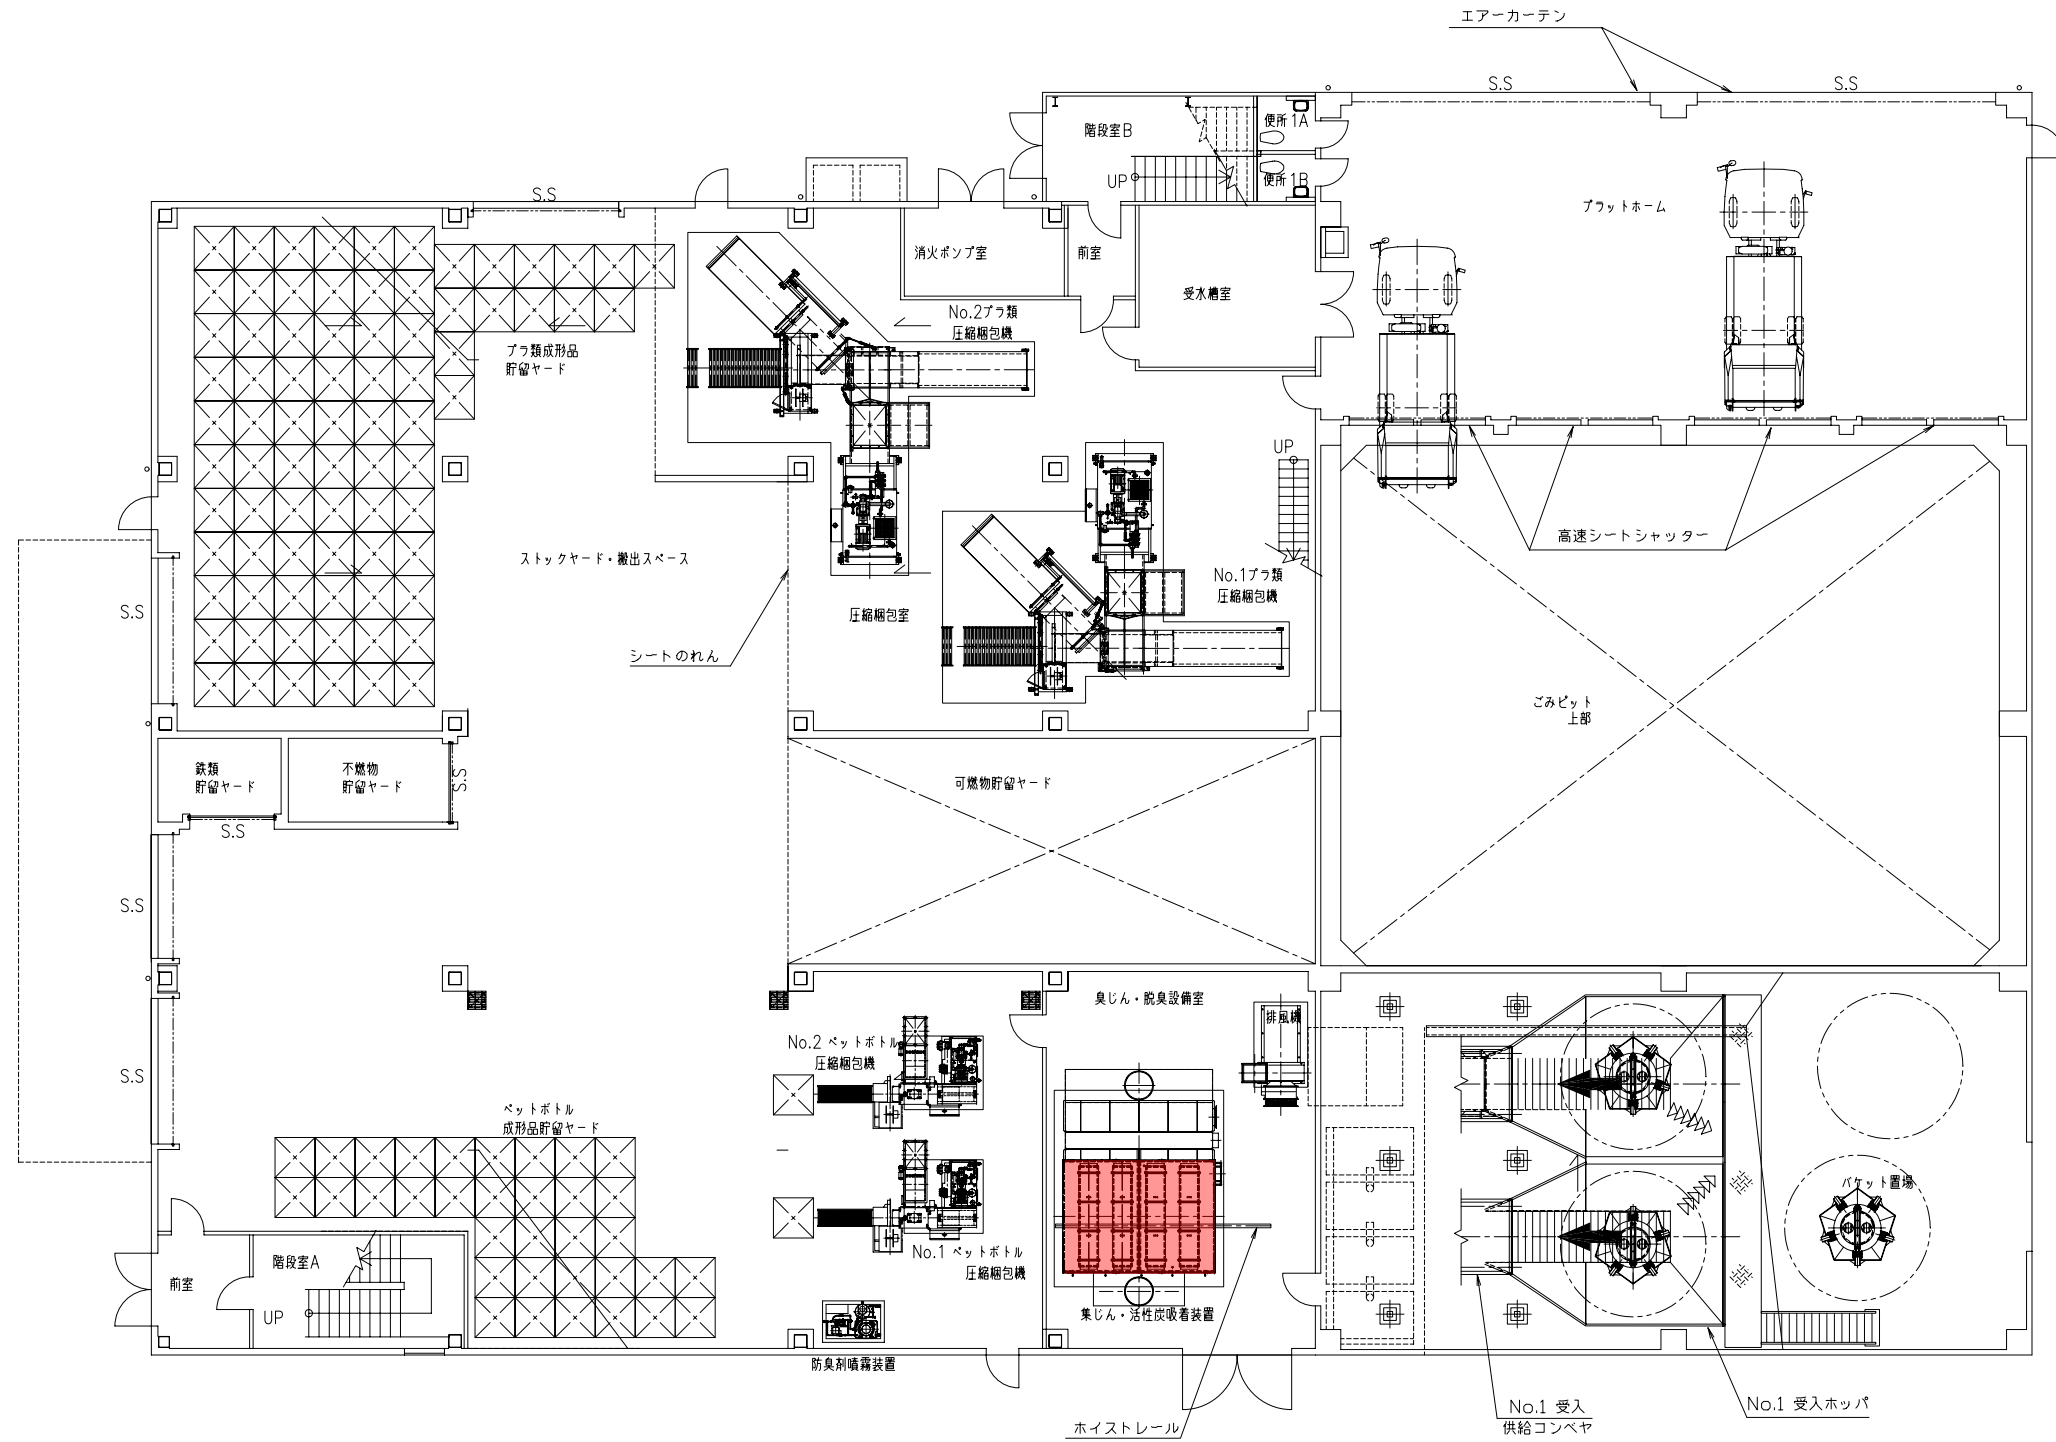 エアーカーテン
S.S
S.S
階段室B
便所1A
便所1B
UP
S.S
プラットホーム
消火ポンプ室
前室
受水槽室
No.2プラ類
圧縮梱包機
プラ類成形品
貯留ヤード
UP
高速シートシャッター
ストックヤード・搬出スペース
No.1プラ類
圧縮梱包機
S.S
圧縮梱包室
シートのれん
ごみピット
上部
鉄類
貯留ヤード
不燃物
貯留ヤード
S.S
可燃物貯留ヤード
S.S
S.S
臭じん・脱臭設備室
排風機
No.2 ペットボトル
圧縮梱包機
S.S
ペットボトル
成形品貯留ヤード
バケット置場
No.1 ペットボトル
圧縮梱包機
階段室A
前室
UP
集じん・活性炭吸着装置
防臭剤噴霧装置
No.1 受入
供給コンベヤ
No.1 受入ホッパ
ホイストレール